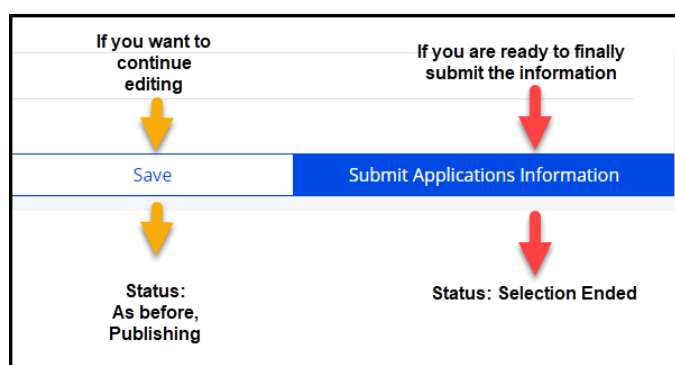 If you want to
continue
editing
If you are ready to finally
submit the information
Save
Submit Applications Information
Status:
As before,
Publishing
Status: Selection Ended